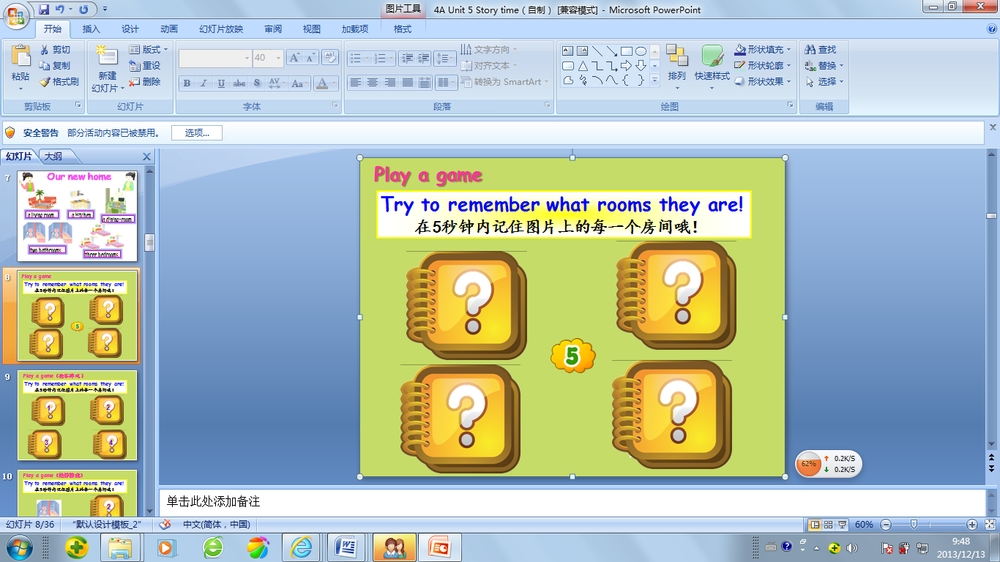 图片工具
4A Unit 5 Story time（自制） [兼容模式] - Microsoft PowerPoint
开始 插入 设计 动画 幻灯片放映 审阅 视图 加载项 格式
粘贴
剪切
复制
格式刷
剪贴板
新建
幻灯片
版式
重设
删除
幻灯片
40
B I U abc S AV Aa A
字体
文字方向
对齐文本
转换为 SmartArt
段落
排列
快速样式
形状填充
形状轮廓
形状效果
绘图
查找
替换
选择
编辑
安全警告 部分活动内容已被禁用。 选项...
幻灯片 大纲
7
Our new home
a living room
a kitchen
a dining-room
two bathrooms
three bedrooms
8
Play a game
Try to remember what rooms they are!
在5秒钟内记住图片上的每一个房间哦!
5
9
Play a game (抢答游戏)
Try to remember what rooms they are!
在5秒钟内记住图片上的每一个房间哦!
1 2
3 4
10
Play a game (抢答游戏)
Try to remember what rooms they are!
在5秒钟内记住图片上的每一个房间哦!
2
Play a game
Try to remember what rooms they are!
在5秒钟内记住图片上的每一个房间哦!
? ?
5
? ?
62% 0.2K/S
0.2K/S
单击此处添加备注
幻灯片 8/36 “默认设计模板_2” 中文(简体，中国) 60%
9:48
2013/12/13